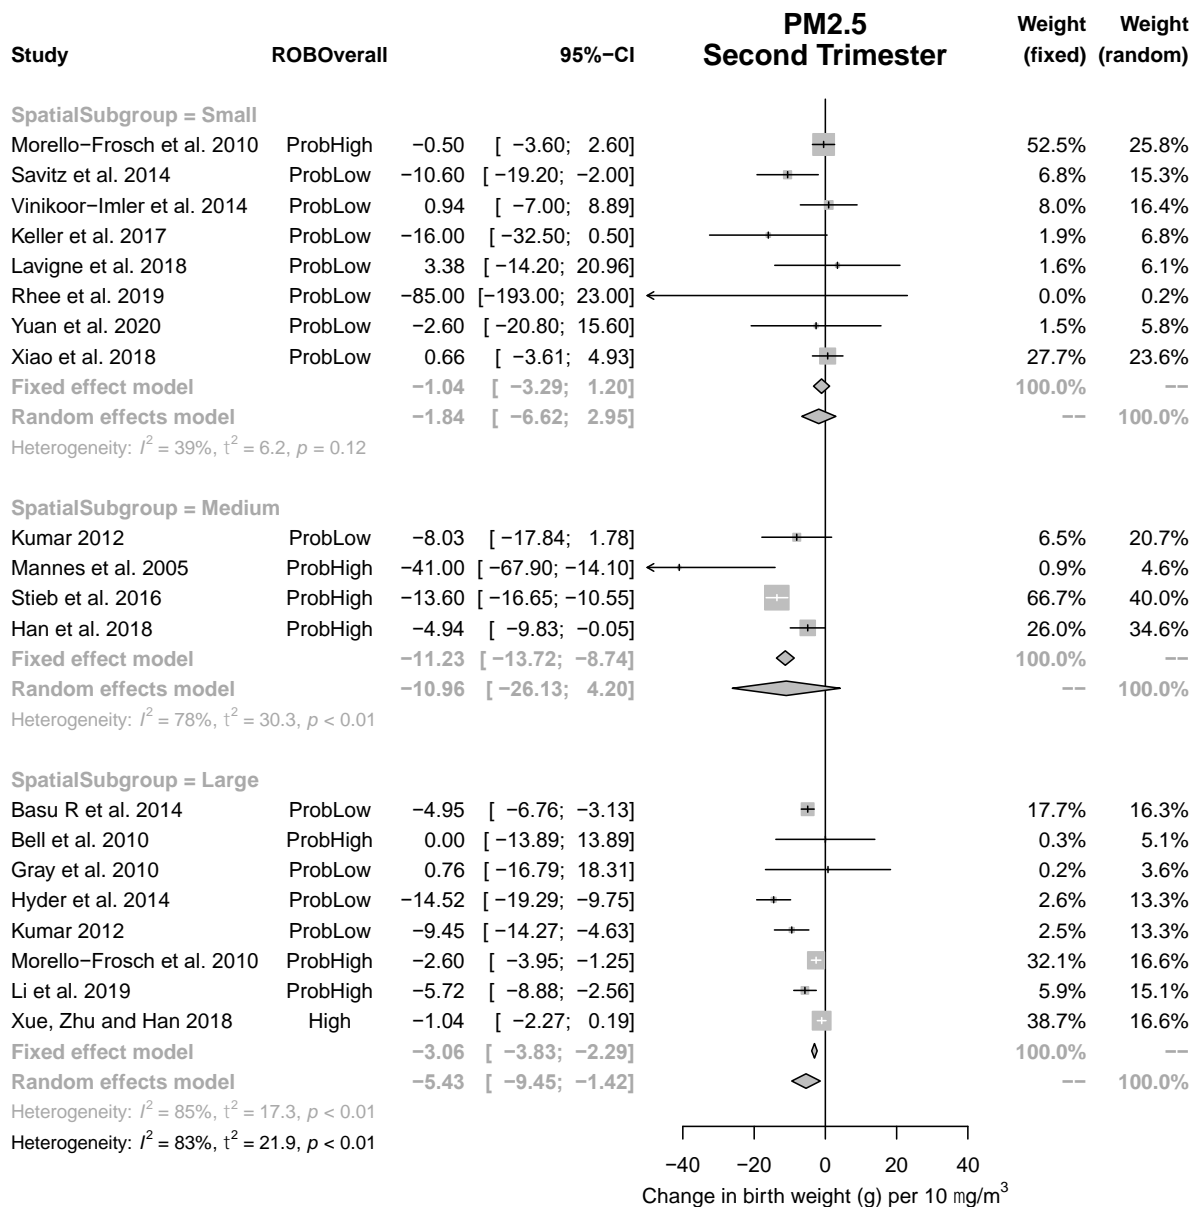 PM2.5 Weight Weight
Study ROBOverall 95%−CI Second Trimester (fixed) (random)
SpatialSubgroup = Small
Morello−Frosch et al. 2010 ProbHigh −0.50 [ −3.60; 2.60] 52.5% 25.8%
Savitz et al. 2014 ProbLow −10.60 [ −19.20; −2.00] 6.8% 15.3%
Vinikoor−Imler et al. 2014 ProbLow 0.94 [ −7.00; 8.89] 8.0% 16.4%
Keller et al. 2017 ProbLow −16.00 [ −32.50; 0.50] 1.9% 6.8%
Lavigne et al. 2018 ProbLow 3.38 [ −14.20; 20.96] 1.6% 6.1%
Rhee et al. 2019 ProbLow −85.00 [−193.00; 23.00] 0.0% 0.2%
Yuan et al. 2020 ProbLow −2.60 [ −20.80; 15.60] 1.5% 5.8%
Xiao et al. 2018 ProbLow 0.66 [ −3.61; 4.93] 27.7% 23.6%
Fixed effect model −1.04 [ −3.29; 1.20] 100.0% −−
Random effects model −1.84 [ −6.62; 2.95] −− 100.0%
Heterogeneity: I² = 39%, t² = 6.2, p = 0.12
SpatialSubgroup = Medium
Kumar 2012 ProbLow −8.03 [ −17.84; 1.78] 6.5% 20.7%
Mannes et al. 2005 ProbHigh −41.00 [ −67.90; −14.10] 0.9% 4.6%
Stieb et al. 2016 ProbHigh −13.60 [ −16.65; −10.55] 66.7% 40.0%
Han et al. 2018 ProbHigh −4.94 [ −9.83; −0.05] 26.0% 34.6%
Fixed effect model −11.23 [ −13.72; −8.74] 100.0% −−
Random effects model −10.96 [ −26.13; 4.20] −− 100.0%
Heterogeneity: I² = 78%, t² = 30.3, p < 0.01
SpatialSubgroup = Large
Basu R et al. 2014 ProbLow −4.95 [ −6.76; −3.13] 17.7% 16.3%
Bell et al. 2010 ProbHigh 0.00 [ −13.89; 13.89] 0.3% 5.1%
Gray et al. 2010 ProbLow 0.76 [ −16.79; 18.31] 0.2% 3.6%
Hyder et al. 2014 ProbLow −14.52 [ −19.29; −9.75] 2.6% 13.3%
Kumar 2012 ProbLow −9.45 [ −14.27; −4.63] 2.5% 13.3%
Morello−Frosch et al. 2010 ProbHigh −2.60 [ −3.95; −1.25] 32.1% 16.6%
Li et al. 2019 ProbHigh −5.72 [ −8.88; −2.56] 5.9% 15.1%
Xue, Zhu and Han 2018 High −1.04 [ −2.27; 0.19] 38.7% 16.6%
Fixed effect model −3.06 [ −3.83; −2.29] 100.0% −−
Random effects model −5.43 [ −9.45; −1.42] −− 100.0%
Heterogeneity: I² = 85%, t² = 17.3, p < 0.01
Heterogeneity: I² = 83%, t² = 21.9, p < 0.01
−40 −20 0 20 40
Change in birth weight (g) per 10 mg/m³